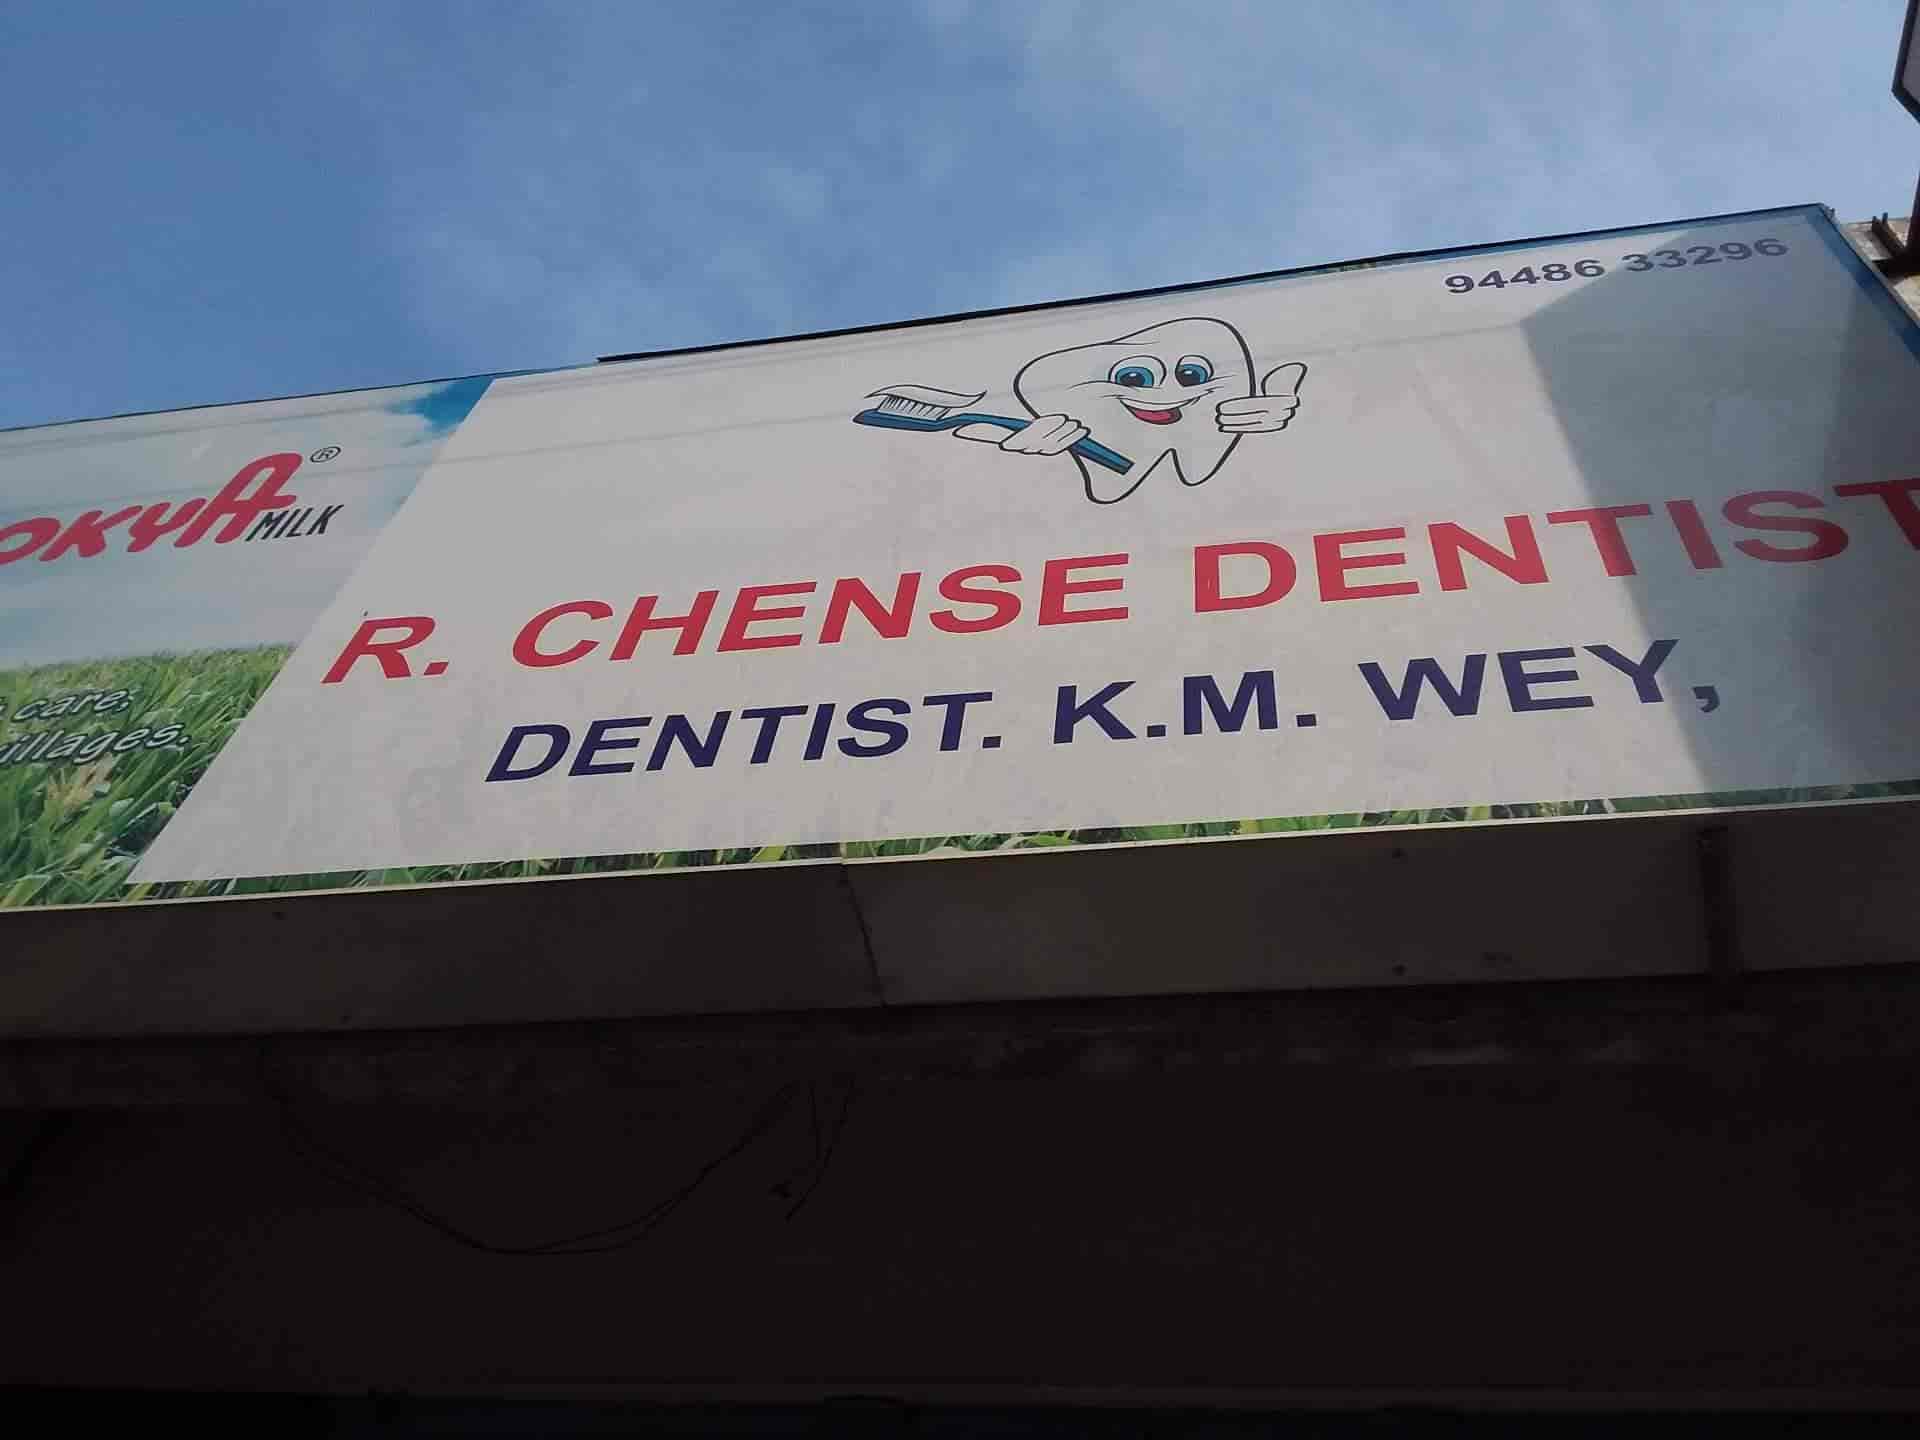 94486 33296
OKYA®
MILK
R. CHENSE DENTIST
care;
villages.
DENTIST. K.M. WEY,